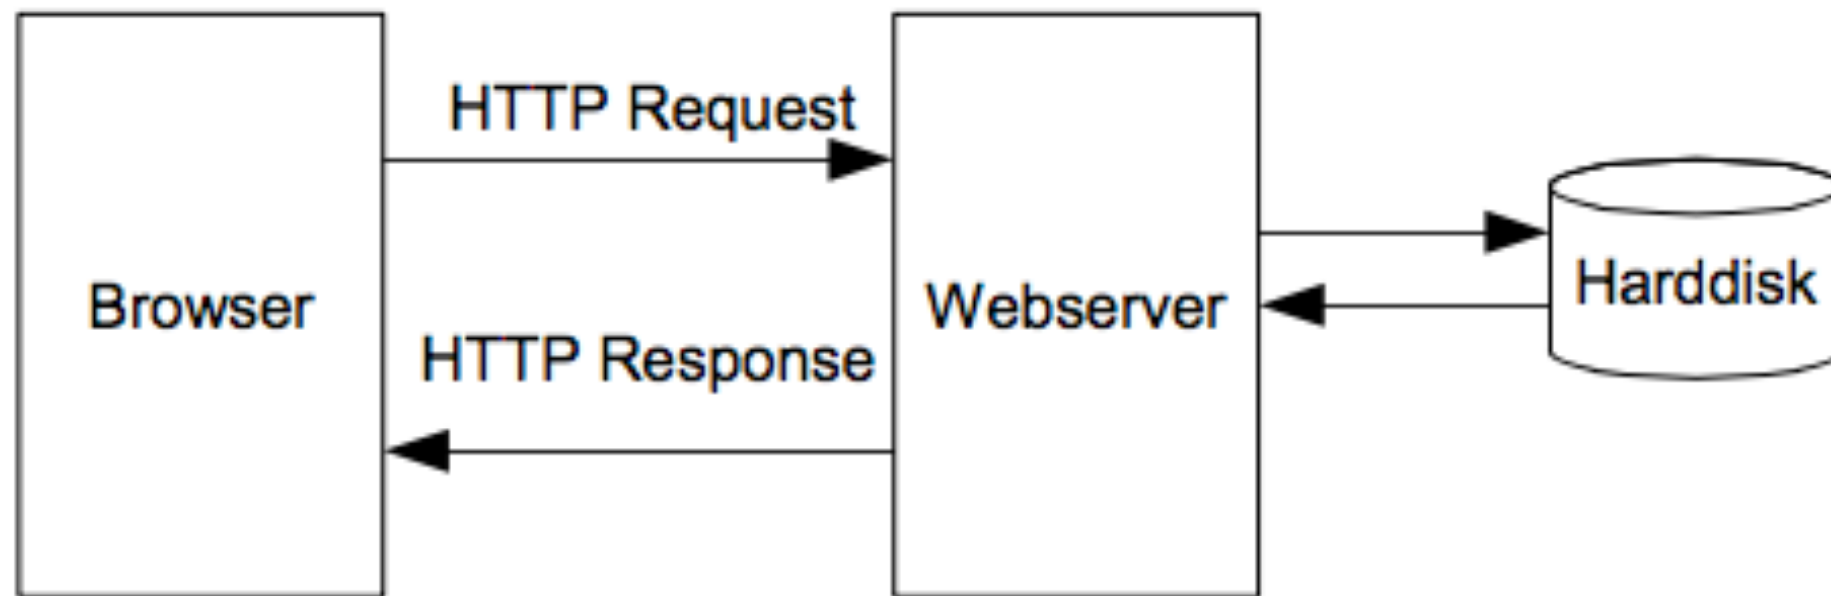 HTTP Request
Browser
HTTP Response
Webserver
Harddisk